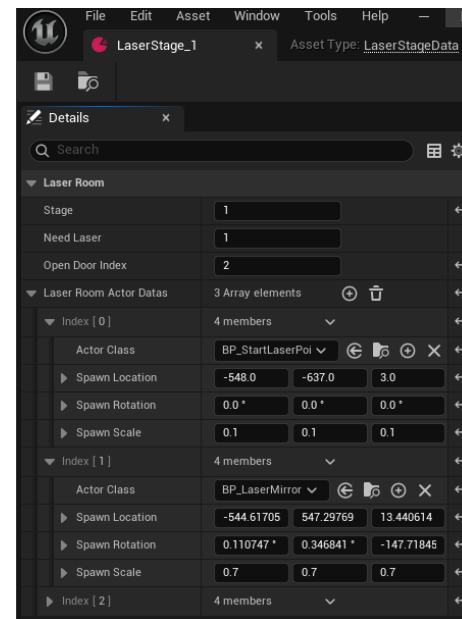 File Edit Asset Window Tools Help
LaserStage_1 × Asset Type: LaserStageData
Details ×
Search
Laser Room
Stage 1
Need Laser 1
Open Door Index 2
Laser Room Actor Datas 3 Array elements
Index [ 0 ] 4 members
Actor Class BP_StartLaserPoi
Spawn Location -548.0 -637.0 3.0
Spawn Rotation 0.0 ° 0.0 ° 0.0 °
Spawn Scale 0.1 0.1 0.1
Index [ 1 ] 4 members
Actor Class BP_LaserMirror
Spawn Location -544.61705 547.29769 13.440614
Spawn Rotation 0.110747 ° 0.346841 ° -147.71845
Spawn Scale 0.7 0.7 0.7
Index [ 2 ] 4 members